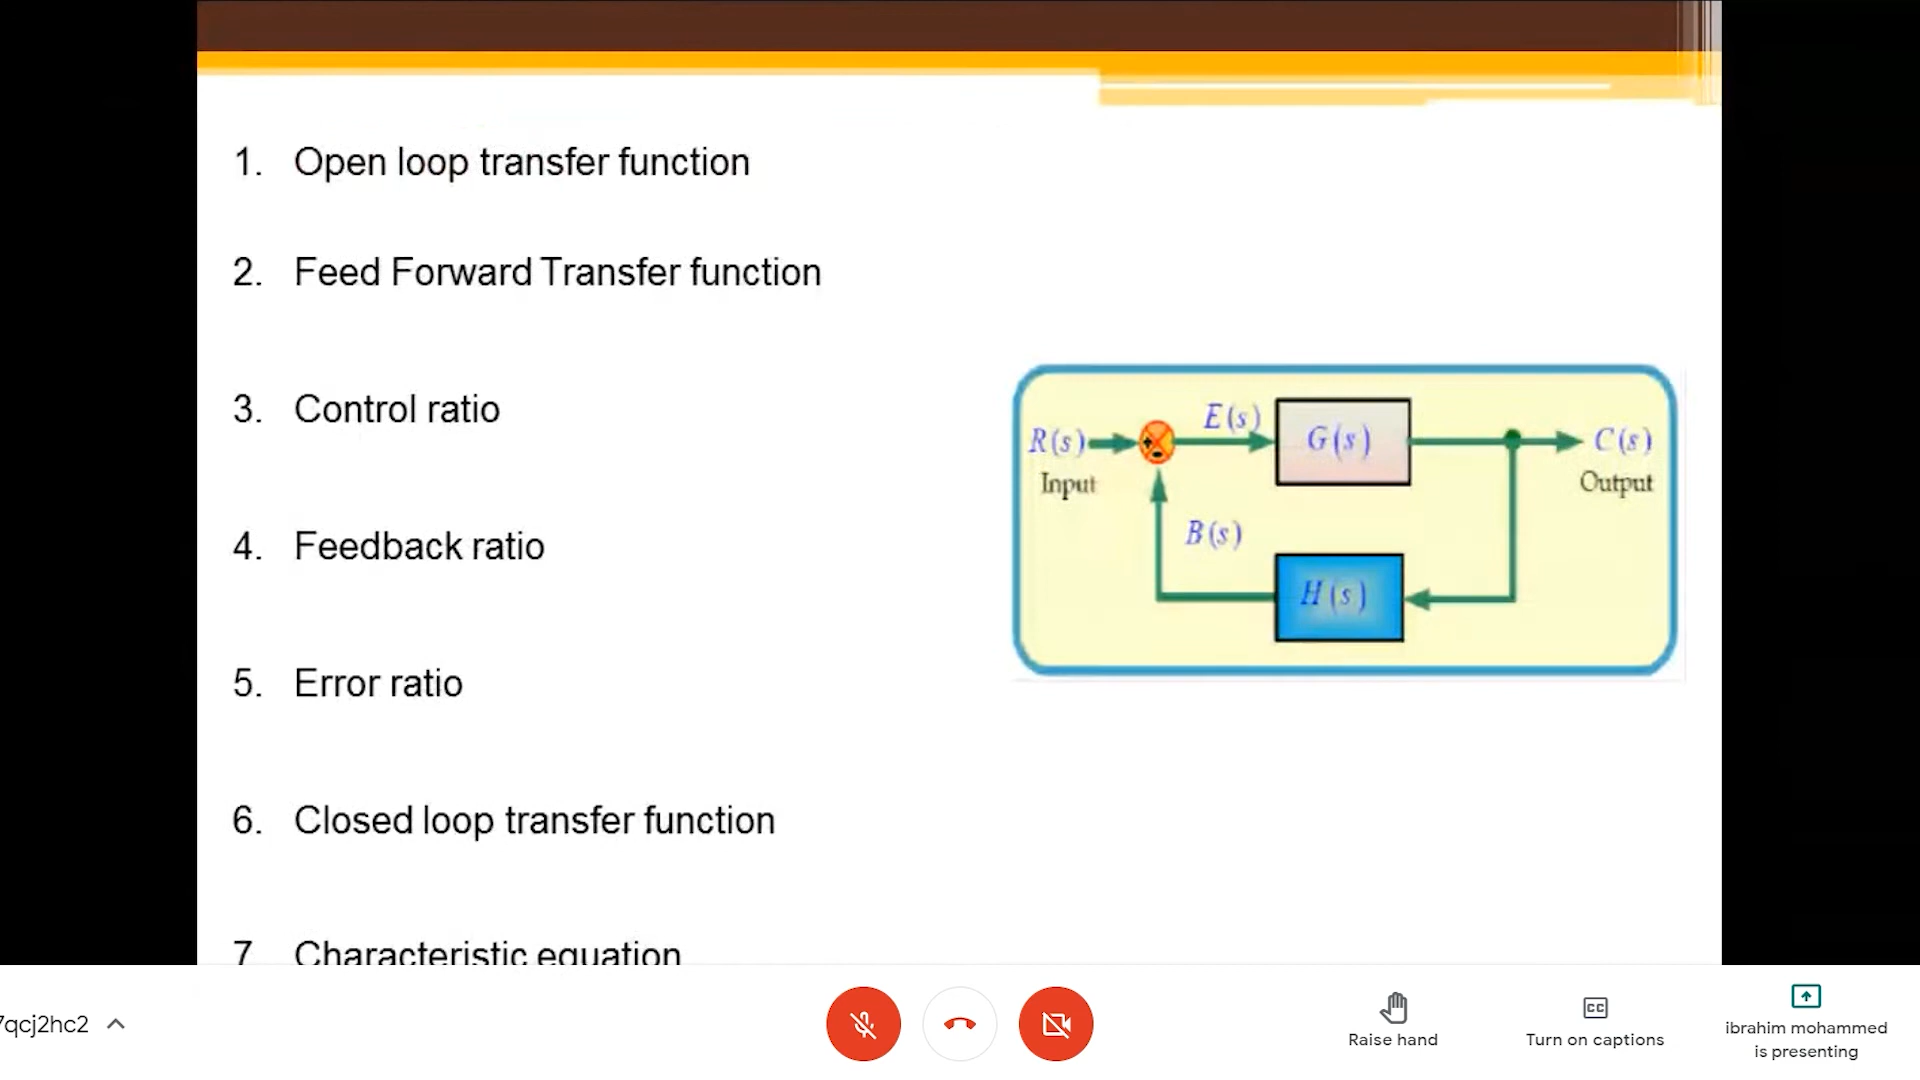 1. Open loop transfer function
2. Feed Forward Transfer function
3. Control ratio
4. Feedback ratio
5. Error ratio
6. Closed loop transfer function
7. Characteristic equation
R(s)
Input
+
-
E(s)
G(s)
C(s)
Output
B(s)
H(s)
7qcj2hc2
Raise hand
CC
Turn on captions
ibrahim mohammed
is presenting